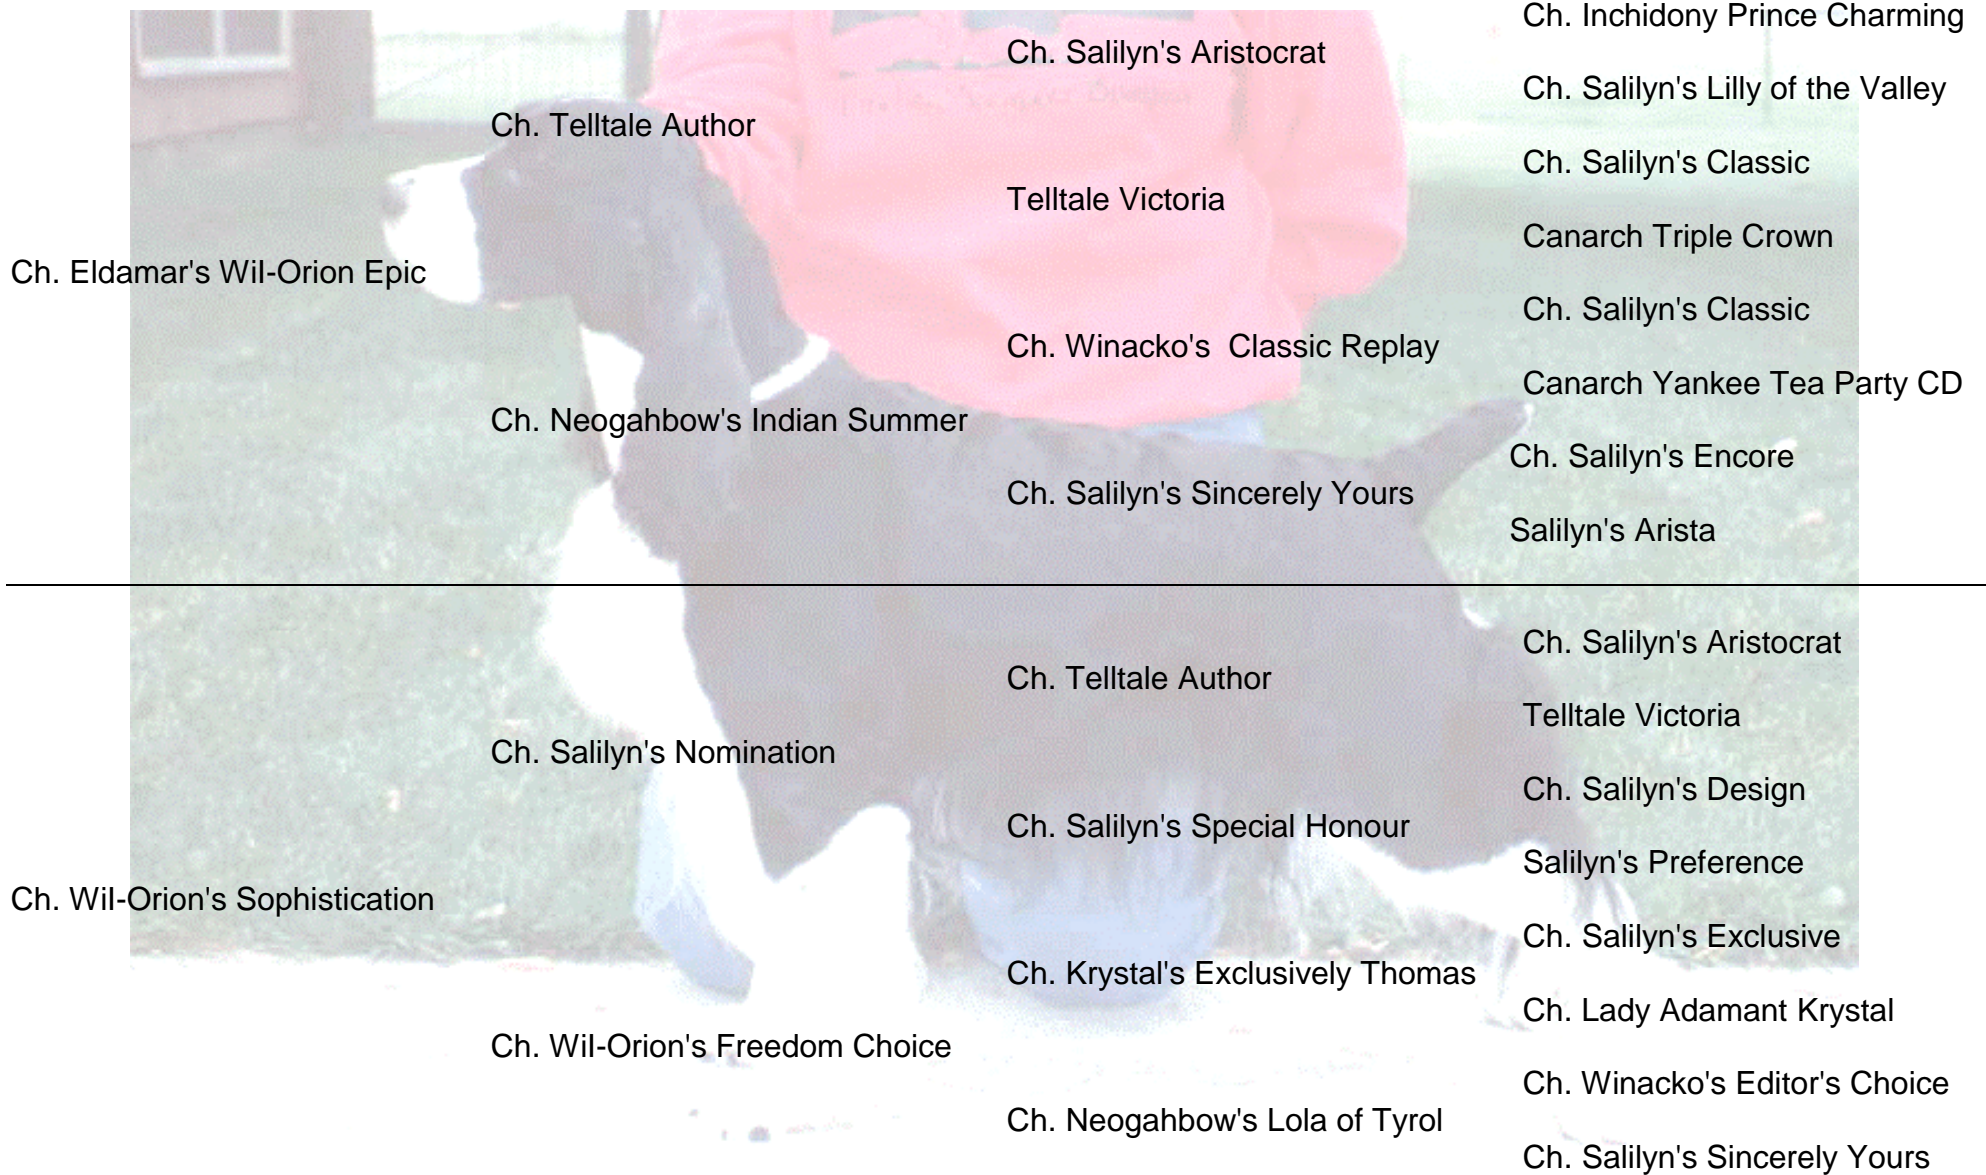 Ch. Inchidony Prince Charming
Ch. Salilyn's Aristocrat
Ch. Salilyn's Lilly of the Valley
Ch. Telltale Author
Ch. Salilyn's Classic
Telltale Victoria
Canarch Triple Crown
Ch. Eldamar's Wil-Orion Epic
Ch. Salilyn's Classic
Ch. Winacko's  Classic Replay
Canarch Yankee Tea Party CD
Ch. Neogahbow's Indian Summer
Ch. Salilyn's Encore
Ch. Salilyn's Sincerely Yours
Salilyn's Arista
Ch. Salilyn's Aristocrat
Ch. Telltale Author
Telltale Victoria
Ch. Salilyn's Nomination
Ch. Salilyn's Design
Ch. Salilyn's Special Honour
Salilyn's Preference
Ch. Wil-Orion's Sophistication
Ch. Salilyn's Exclusive
Ch. Krystal's Exclusively Thomas
Ch. Lady Adamant Krystal
Ch. Wil-Orion's Freedom Choice
Ch. Winacko's Editor's Choice
Ch. Neogahbow's Lola of Tyrol
Ch. Salilyn's Sincerely Yours